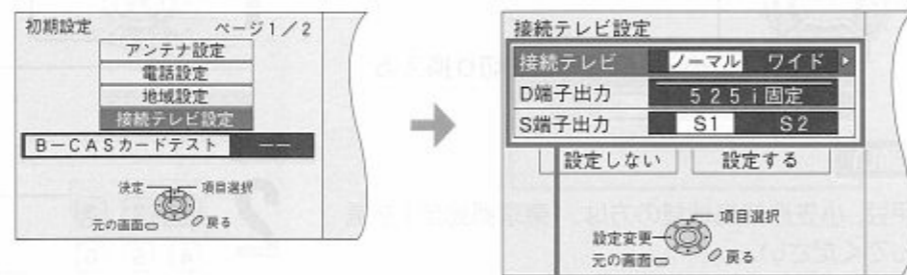 初期設定 ページ1/2
アンテナ設定
電話設定
地域設定
接続テレビ設定
B-CASカードテスト --
決定 項目選択
元の画面 戻る
接続テレビ設定
接続テレビ ノーマル ワイド
D端子出力 525i固定
S端子出力 S1 S2
設定しない 設定する
項目選択
設定変更
元の画面 戻る